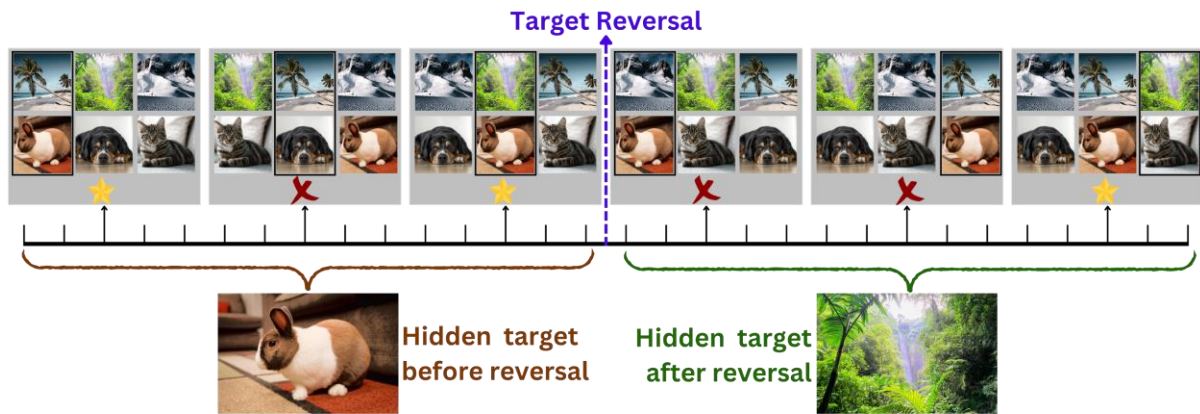 Target Reversal
Hidden target
before reversal
Hidden target
after reversal